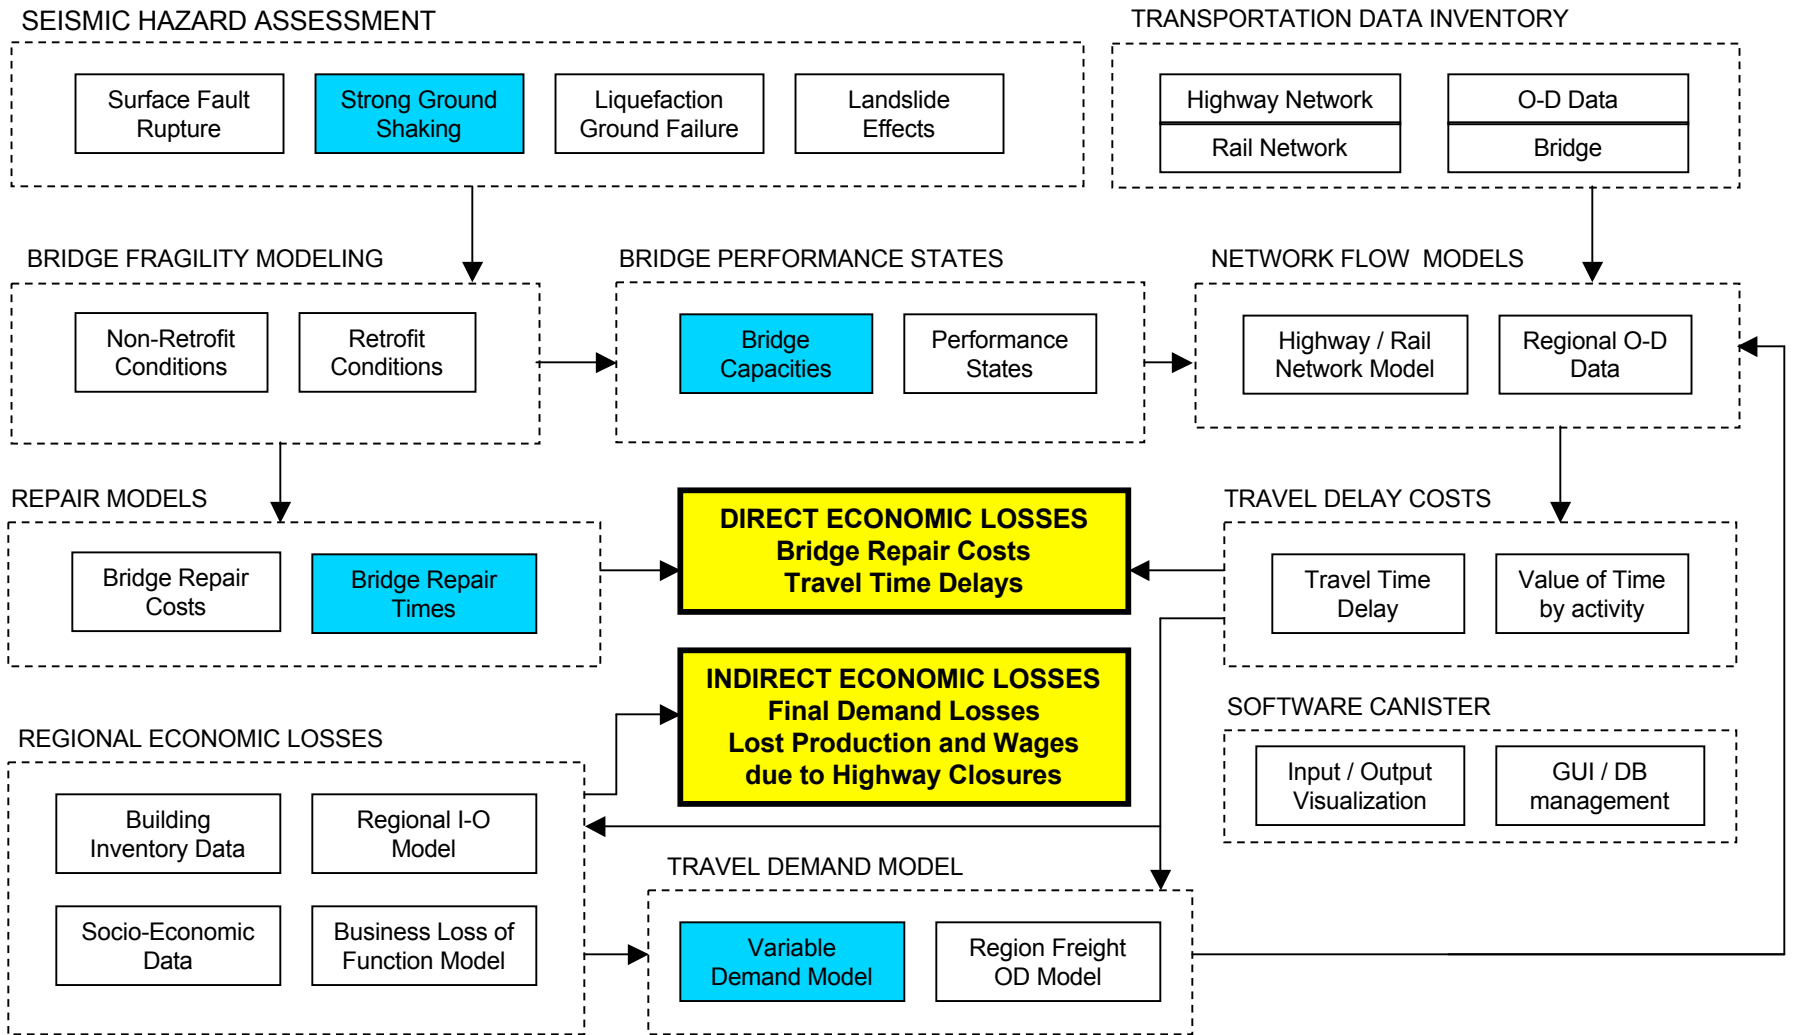 SEISMIC HAZARD ASSESSMENT
Surface Fault
Rupture
Strong Ground
Shaking
Liquefaction
Ground Failure
Landslide
Effects
TRANSPORTATION DATA INVENTORY
Highway Network
Rail Network
O-D Data
Bridge
BRIDGE FRAGILITY MODELING
Non-Retrofit
Conditions
Retrofit
Conditions
BRIDGE PERFORMANCE STATES
Bridge
Capacities
Performance
States
NETWORK FLOW MODELS
Highway / Rail
Network Model
Regional O-D
Data
REPAIR MODELS
Bridge Repair
Costs
Bridge Repair
Times
DIRECT ECONOMIC LOSSES
Bridge Repair Costs
Travel Time Delays
TRAVEL DELAY COSTS
Travel Time
Delay
Value of Time
by activity
INDIRECT ECONOMIC LOSSES
Final Demand Losses
Lost Production and Wages
due to Highway Closures
SOFTWARE CANISTER
Input / Output
Visualization
GUI / DB
management
REGIONAL ECONOMIC LOSSES
Building
Inventory Data
Regional I-O
Model
Socio-Economic
Data
Business Loss of
Function Model
TRAVEL DEMAND MODEL
Variable
Demand Model
Region Freight
OD Model